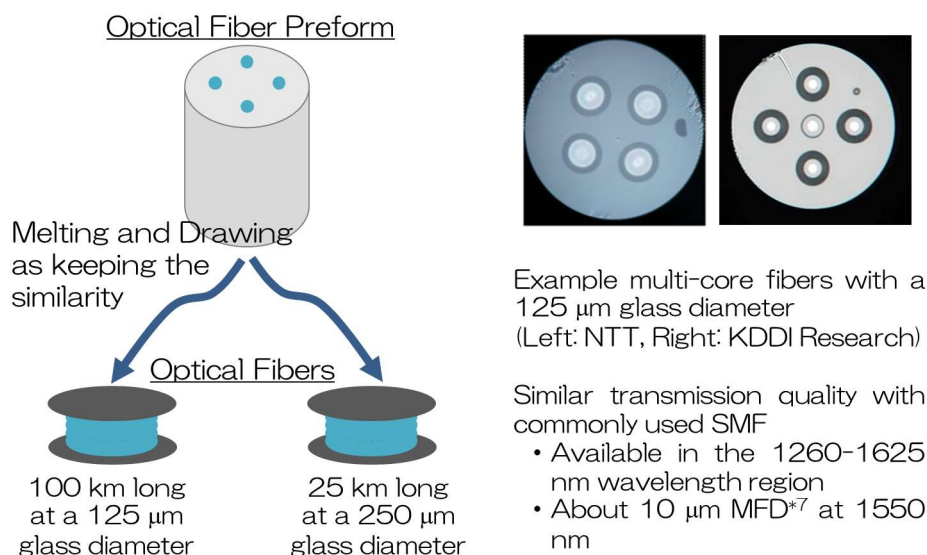 Optical Fiber Preform
Melting and Drawing
as keeping the
similarity
Optical Fibers
100 km long
at a 125 μm
glass diameter
25 km long
at a 250 μm
glass diameter
Example multi-core fibers with a
125 μm glass diameter
(Left: NTT, Right: KDDI Research)
Similar transmission quality with
commonly used SMF
• Available in the 1260-1625
nm wavelength region
• About 10 μm MFD*7 at 1550
nm